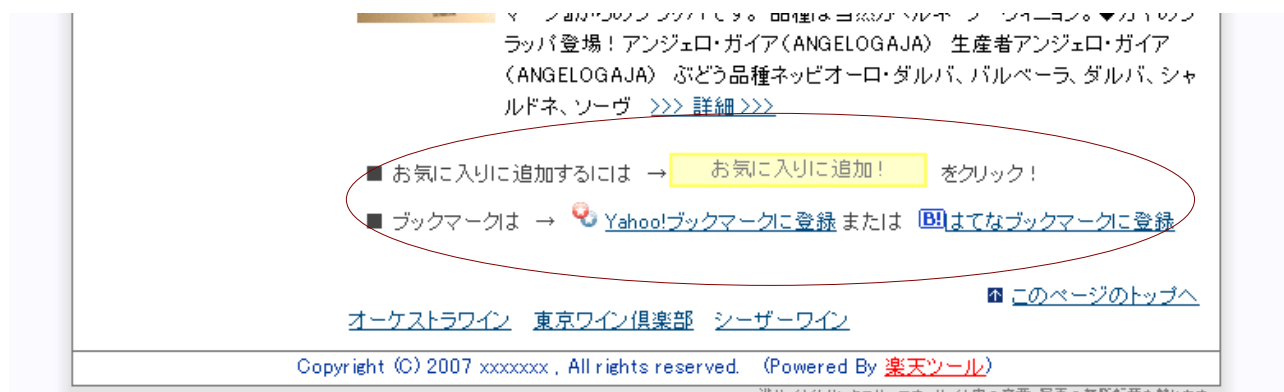 ラッパ登場！アンジェロ・ガイア（ANGELOGAJA） 生産者アンジェロ・ガイア
（ANGELOGAJA） ぶどう品種ネッビオーロ・ダルバ、バルベーラ、ダルバ、シャ
ルドネ、ソーヴ >>> 詳細 >>>
■ お気に入りに追加するには → お気に入りに追加！ をクリック！
■ ブックマークは → Yahoo!ブックマークに登録 または B!はてなブックマークに登録
このページのトップへ
オーケストラワイン 東京ワイン倶楽部 シーザーワイン
Copyright (C) 2007 xxxxxxx , All rights reserved. (Powered By 楽天ツール)